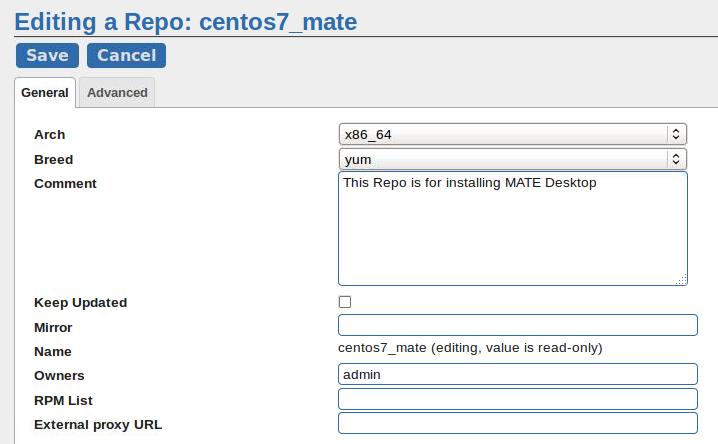 Editing a Repo: centos7_mate
Save Cancel
General Advanced
Arch x86_64
Breed yum
Comment This Repo is for installing MATE Desktop
Keep Updated
Mirror
Name centos7_mate (editing, value is read-only)
Owners admin
RPM List
External proxy URL